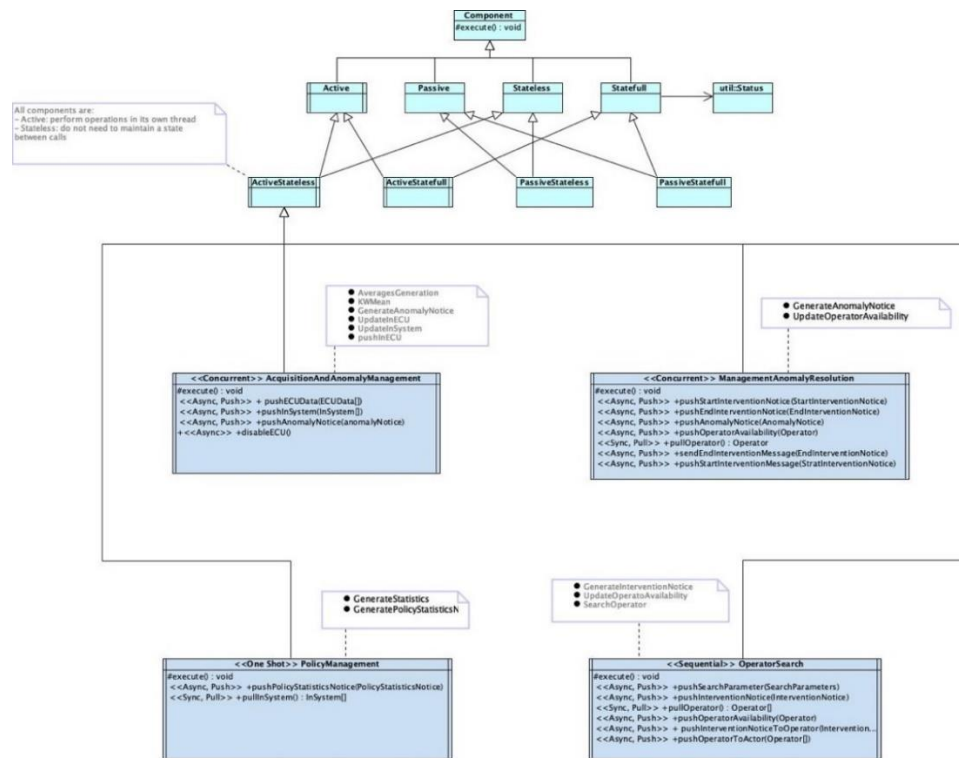 Component
#execute() : void
Active
Passive
Stateless
Statefull
util::Status
All components are:
- Active: perform operations in its own thread
- Stateless: do not need to maintain a state
between calls
ActiveStateless
ActiveStatefull
PassiveStateless
PassiveStatefull
● AveragesGeneration
● KWMean
● GenerateAnomalyNotice
● UpdateInECU
● UpdateInSystem
● pushInECU
● GenerateAnomalyNotice
● UpdateOperatorAvailability
<<Concurrent>> AcquisitionAndAnomalyManagement
#execute() : void
<<Async, Push>> + pushECUData(ECUData[])
<<Async, Push>> +pushInSystem(InSystem[])
<<Async, Push>> +pushAnomalyNotice(anomalyNotice)
+<<Async>> +disableECU()
<<Concurrent>> ManagementAnomalyResolution
#execute() : void
<<Async, Push>> +pushStartInterventionNotice(StartInterventionNotice)
<<Async, Push>> +pushEndInterventionNotice(EndInterventionNotice)
<<Async, Push>> +pushAnomalyNotice(AnomalyNotice)
<<Async, Push>> +pushOperatorAvailability(Operator)
<<Sync, Pull>> +pullOperator() : Operator
<<Async, Push>> +sendEndInterventionMessage(EndInterventionNotice)
<<Async, Push>> +pushStartInterventionMessage(StratInterventionNotice)
● GenerateStatistics
● GeneratePolicyStatisticsN
● GenerateInterventionNotice
● UpdateOperatoAvailability
● SearchOperator
<<One Shot>> PolicyManagement
#execute() : void
<<Async, Push>> +pushPolicyStatisticsNotice(PolicyStatisticsNotice)
<<Sync, Pull>> +pullInSystem() : InSystem[]
<<Sequential>> OperatorSearch
#execute() : void
<<Async, Push>> +pushSearchParameter(SearchParameters)
<<Async, Push>> +pushInterventionNotice(InterventionNotice)
<<Sync, Pull>> +pullOperator() : Operator[]
<<Async, Push>> +pushOperatorAvailability(Operator)
<<Async, Push>> + pushInterventionNoticeToOperator(Intervention...
<<Async, Push>> +pushOperatorToActor(Operator[])